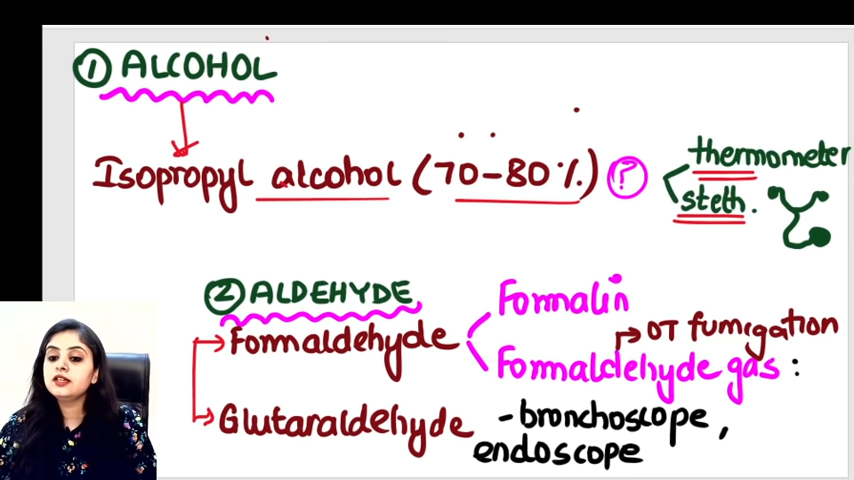 ① ALCOHOL
Isopropyl alcohol (70-80%) ?
thermometer
steth.
② ALDEHYDE
Formaldehyde
Formalin
OT fumigation
Formaldehyde gas :
Glutaraldehyde - bronchoscope,
endoscope